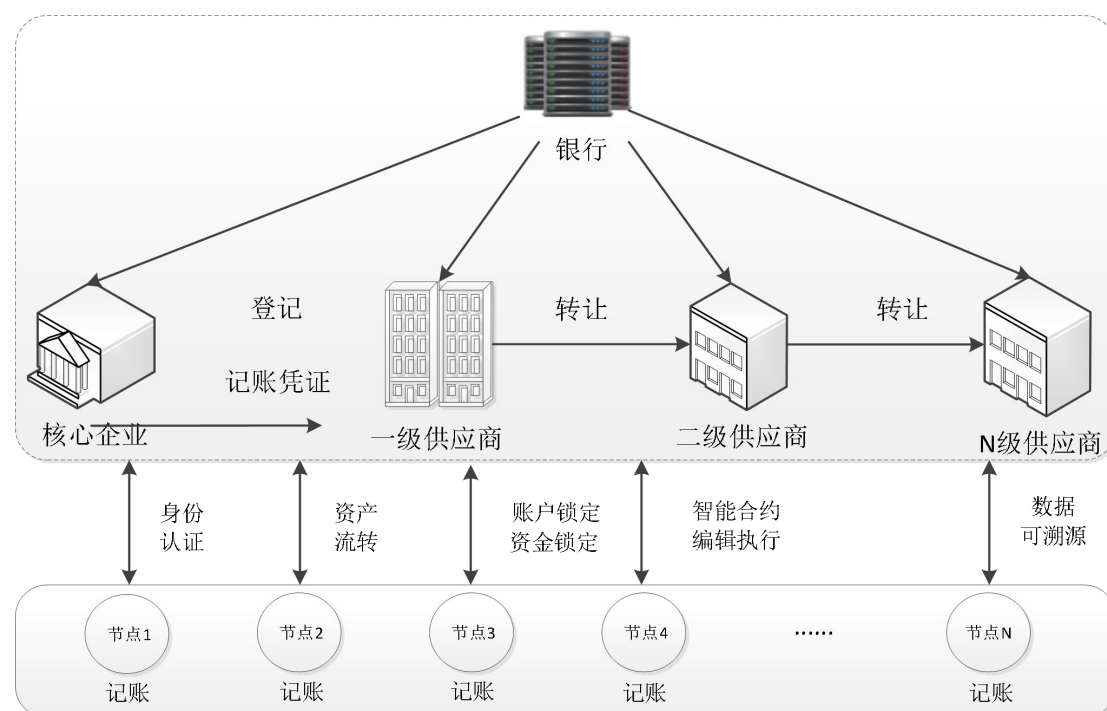 银行
登记
转让
转让
记账凭证
核心企业
一级供应商
二级供应商
N级供应商
身份
认证
资产
流转
账户锁定
资金锁定
智能合约
编辑执行
数据
可溯源
节点1
节点2
节点3
节点4
······
节点N
记账
记账
记账
记账
记账